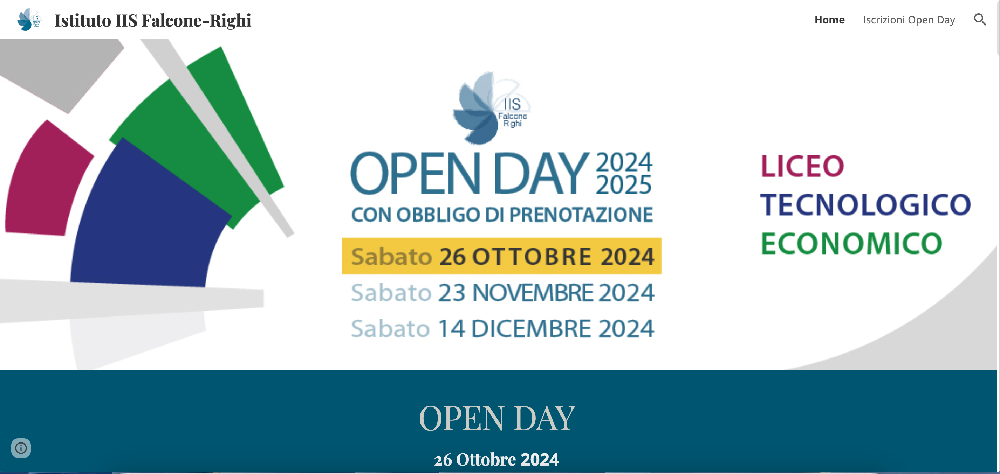 Istituto IIS Falcone-Righi
Home
Iscrizioni Open Day
IIS
Falcone
Righi
OPEN DAY 2024
2025
CON OBBLIGO DI PRENOTAZIONE
Sabato 26 OTTOBRE 2024
Sabato 23 NOVEMBRE 2024
Sabato 14 DICEMBRE 2024
LICEO
TECNOLOGICO
ECONOMICO
OPEN DAY
26 Ottobre 2024